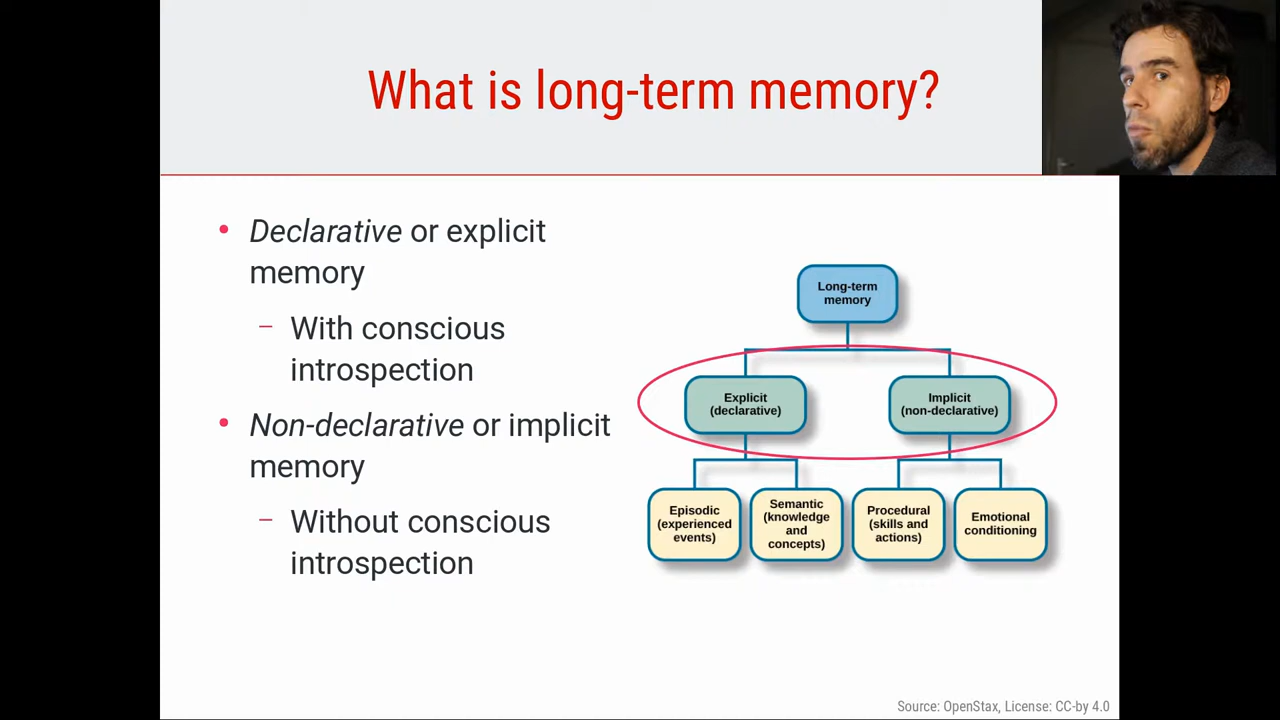 What is long-term memory?
• Declarative or explicit
memory
– With conscious
introspection
• Non-declarative or implicit
memory
– Without conscious
introspection
Long-term
memory
Explicit
(declarative)
Implicit
(non-declarative)
Episodic
(experienced
events)
Semantic
(knowledge
and
concepts)
Procedural
(skills and
actions)
Emotional
conditioning
Source: OpenStax, License: CC-by 4.0